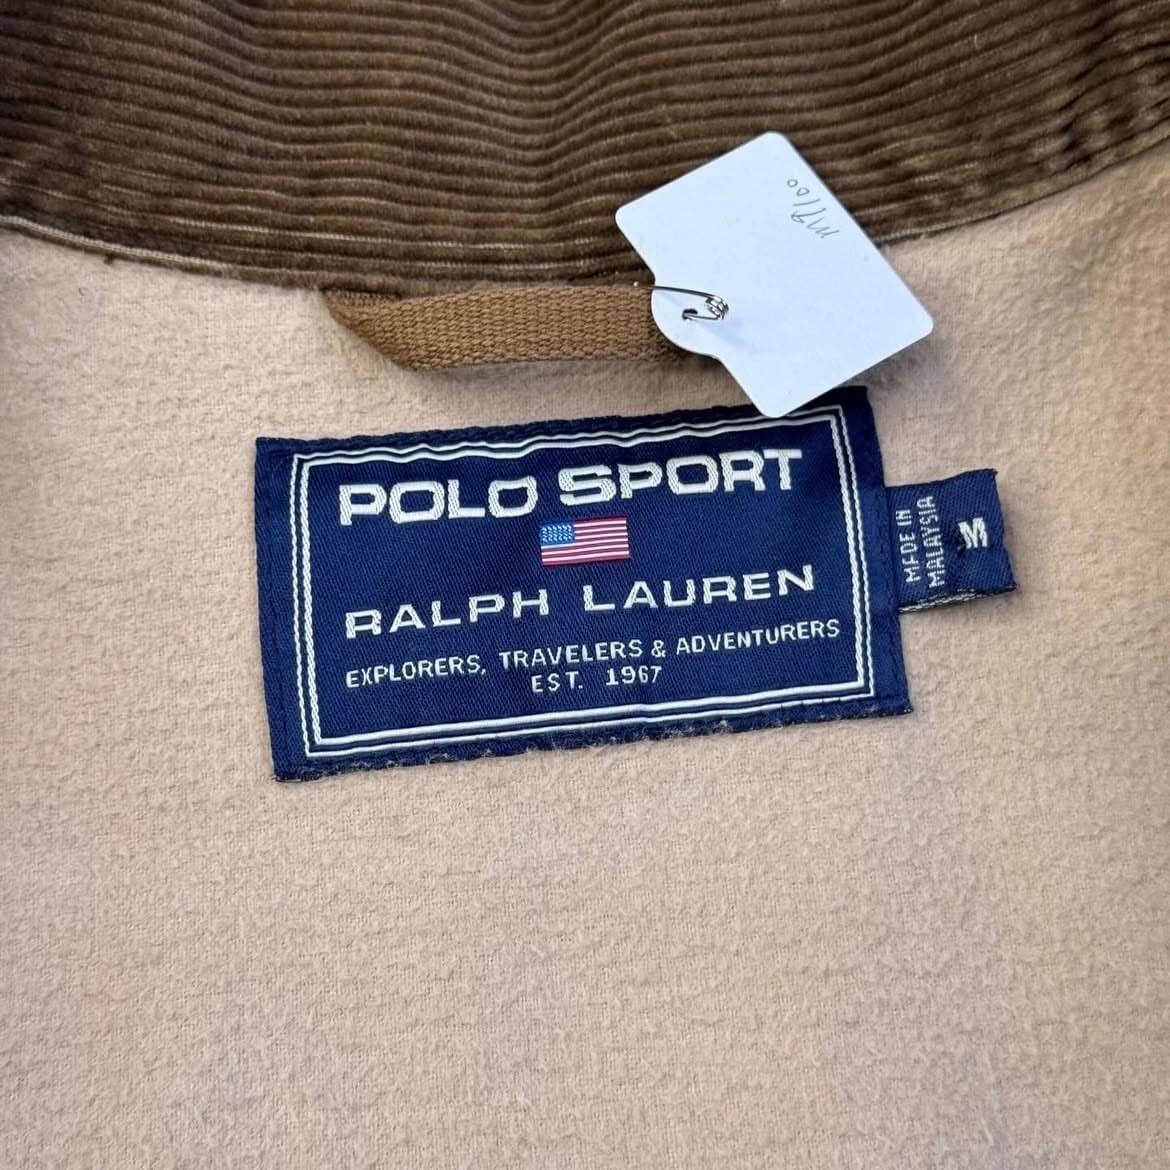 POLO SPORT
RALPH LAUREN
EXPLORERS, TRAVELERS & ADVENTURERS
EST. 1967
MADE IN
MALAYSIA
M